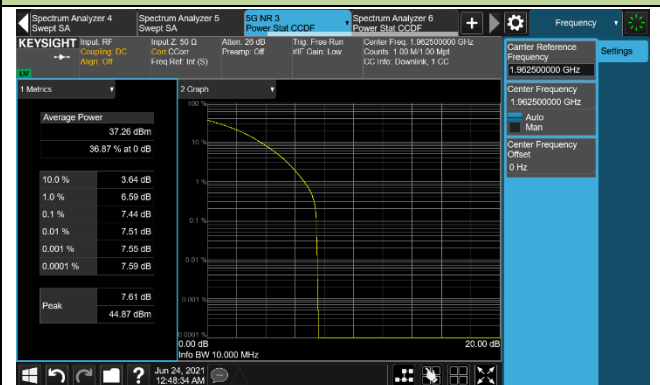 Spectrum Analyzer 4
Swept SA
Spectrum Analyzer 5
Swept SA
5G NR 3
Power Stat CCDF
Spectrum Analyzer 6
Power Stat CCDF
Frequency
KEYSIGHT
Input: RF
Coupling: DC
Align: Off
Input Z: 50 Ω
Corr CCorr
Freq Ref: Int (S)
Atten: 26 dB
Preamp: Off
Trig: Free Run
#IF Gain: Low
Center Freq: 1.962500000 GHz
Counts: 1.00 M/1.00 Mpt
CC Info: Downlink, 1 CC
Carrier Reference
Frequency
1.962500000 GHz
Settings
Center Frequency
1.962500000 GHz
Auto
Man
Center Frequency
Offset
0 Hz
1 Metrics
Average Power
37.26 dBm
36.87 % at 0 dB
10.0 % 3.64 dB
1.0 % 6.59 dB
0.1 % 7.44 dB
0.01 % 7.51 dB
0.001 % 7.55 dB
0.0001 % 7.59 dB
Peak
7.61 dB
44.87 dBm
2 Graph
100 %
10 %
1 %
0.1 %
0.01 %
0.001 %
0.0001 %
0.00 dB
20.00 dB
Info BW 10.000 MHz
Jun 24, 2021
12:48:34 AM